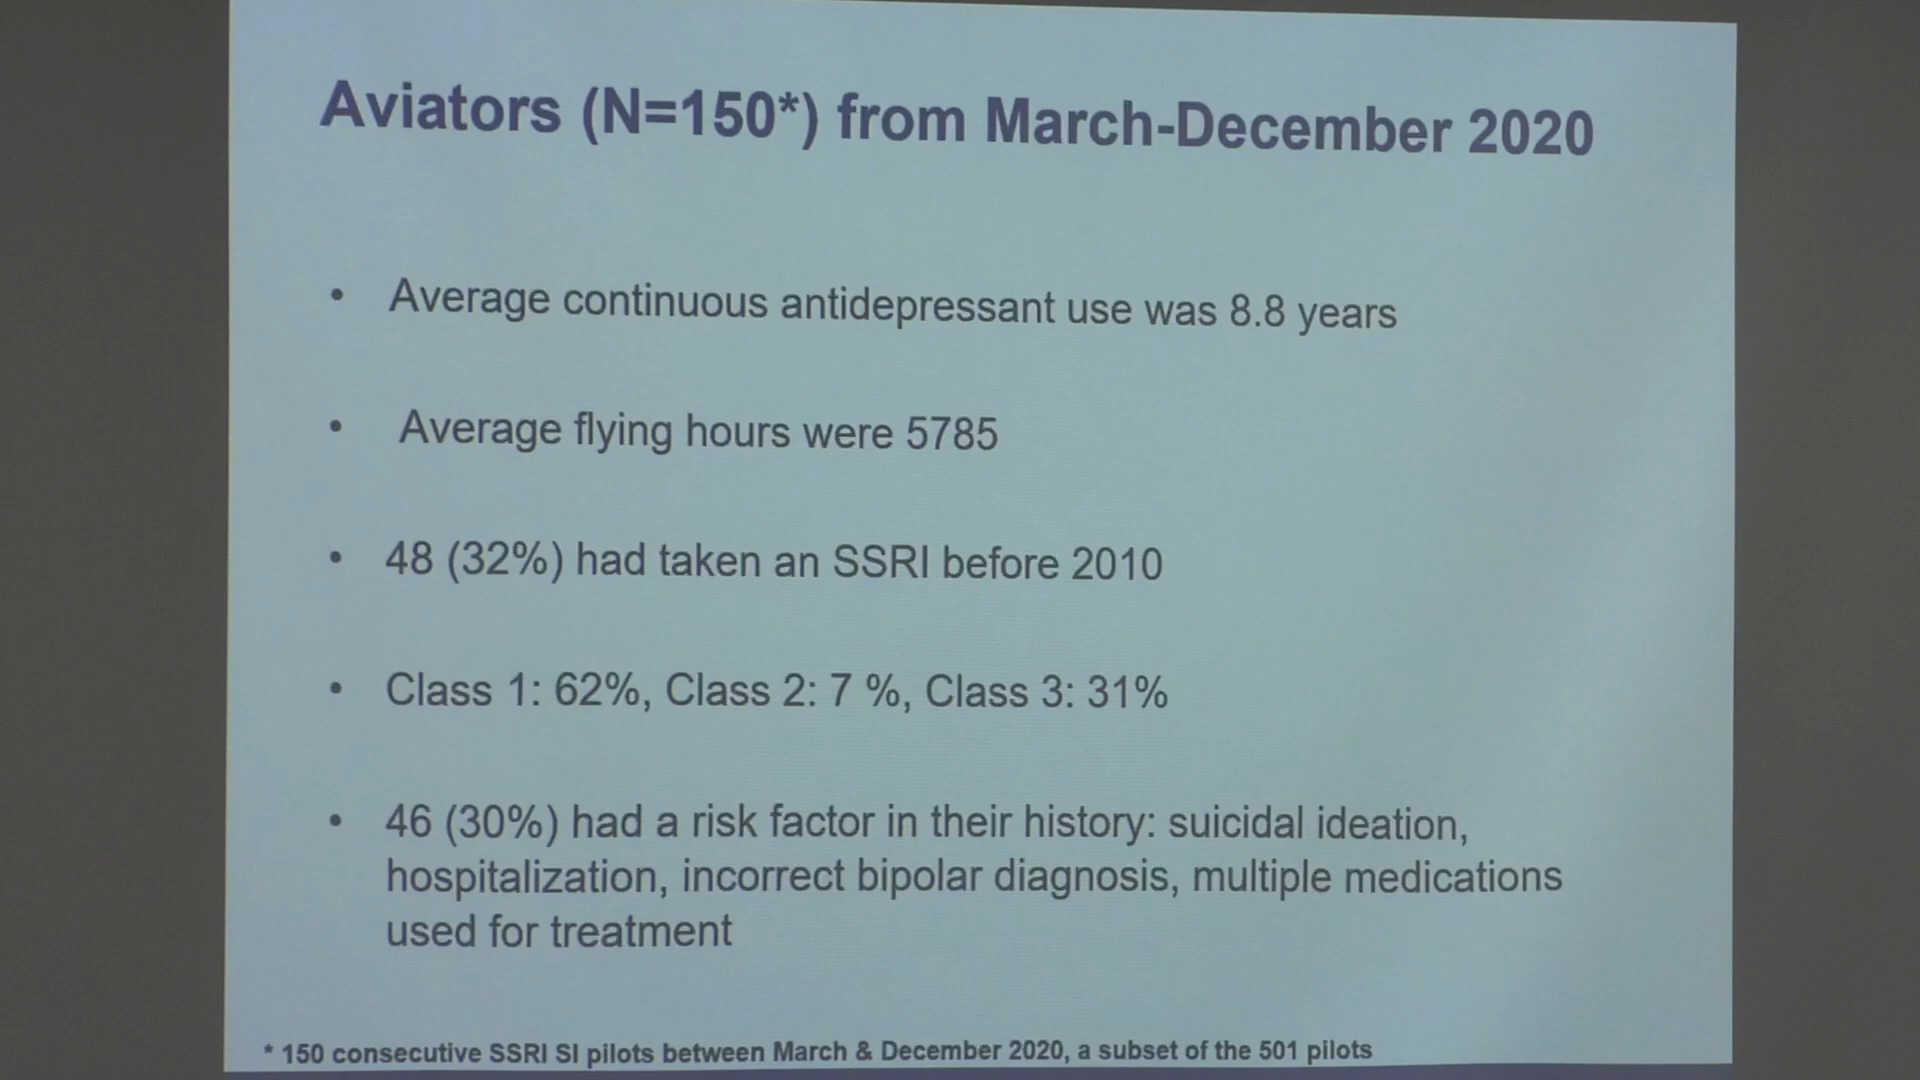 Aviators (N=150*) from March-December 2020
• Average continuous antidepressant use was 8.8 years
• Average flying hours were 5785
• 48 (32%) had taken an SSRI before 2010
• Class 1: 62%, Class 2: 7 %, Class 3: 31%
• 46 (30%) had a risk factor in their history: suicidal ideation,
hospitalization, incorrect bipolar diagnosis, multiple medications
used for treatment
* 150 consecutive SSRI SI pilots between March & December 2020, a subset of the 501 pilots